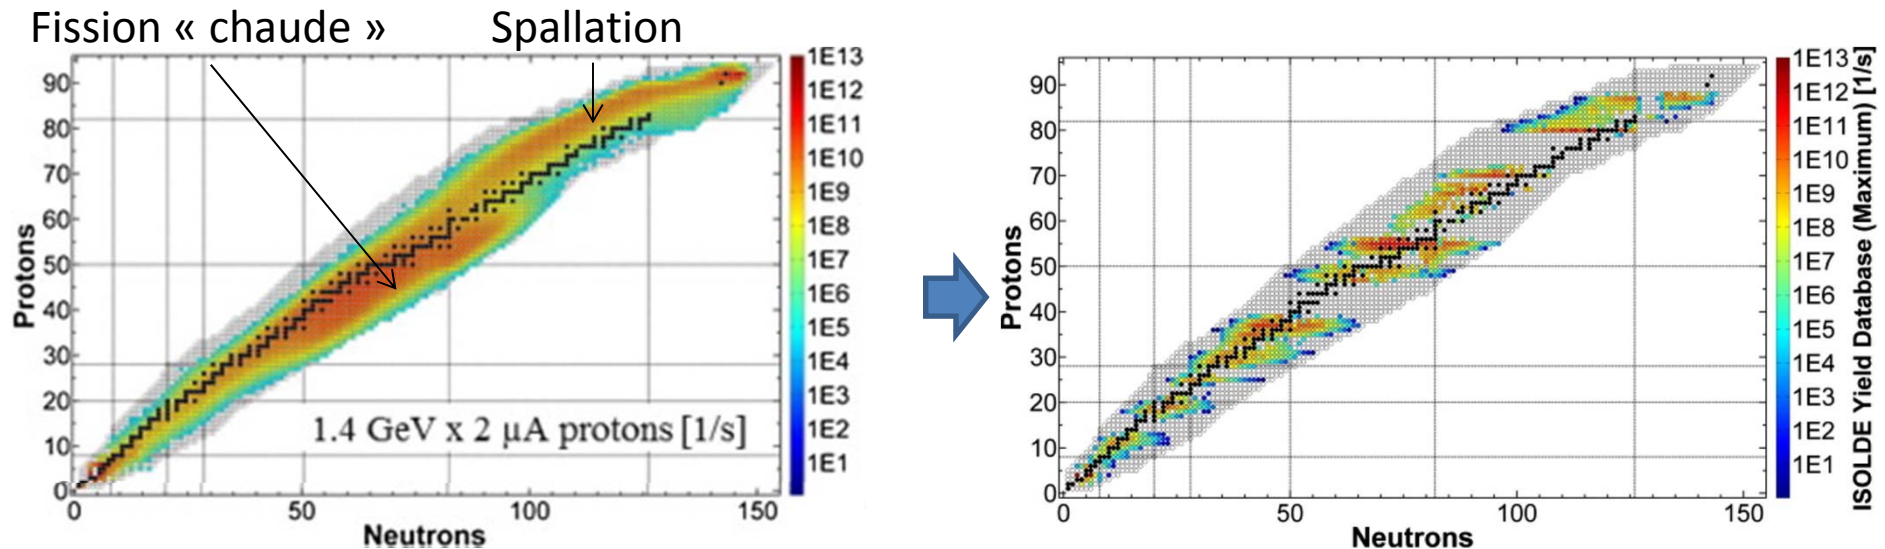 Fission « chaude »
Spallation
Protons
90
80
70
60
50
40
30
20
10
0
0
50
100
150
Neutrons
1.4 GeV x 2 µA protons [1/s]
1E13
1E12
1E11
1E10
1E9
1E8
1E7
1E6
1E5
1E4
1E3
1E2
1E1
Protons
90
80
70
60
50
40
30
20
10
0
0
50
100
150
Neutrons
1E13
1E12
1E11
1E10
1E9
1E8
1E7
1E6
1E5
1E4
1E3
1E2
1E1
ISOLDE Yield Database (Maximum) [1/s]